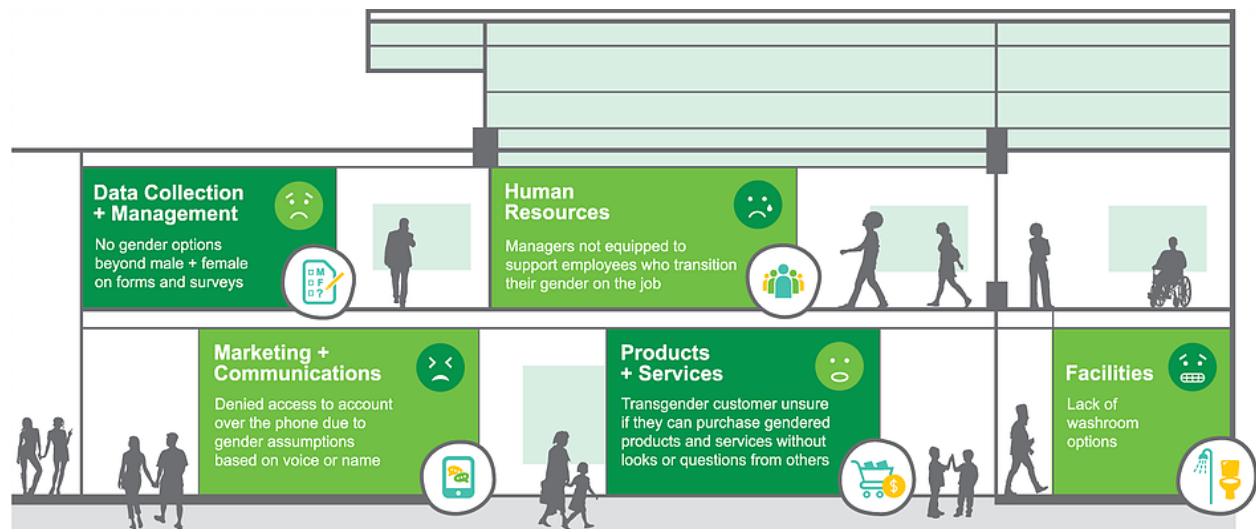 Data Collection
+ Management
No gender options
beyond male + female
on forms and surveys
M
F
?
Human
Resources
Managers not equipped to
support employees who transition
their gender on the job
Marketing +
Communications
Denied access to account
over the phone due to
gender assumptions
based on voice or name
Products
+ Services
Transgender customer unsure
if they can purchase gendered
products and services without
looks or questions from others
$
Facilities
Lack of
washroom
options